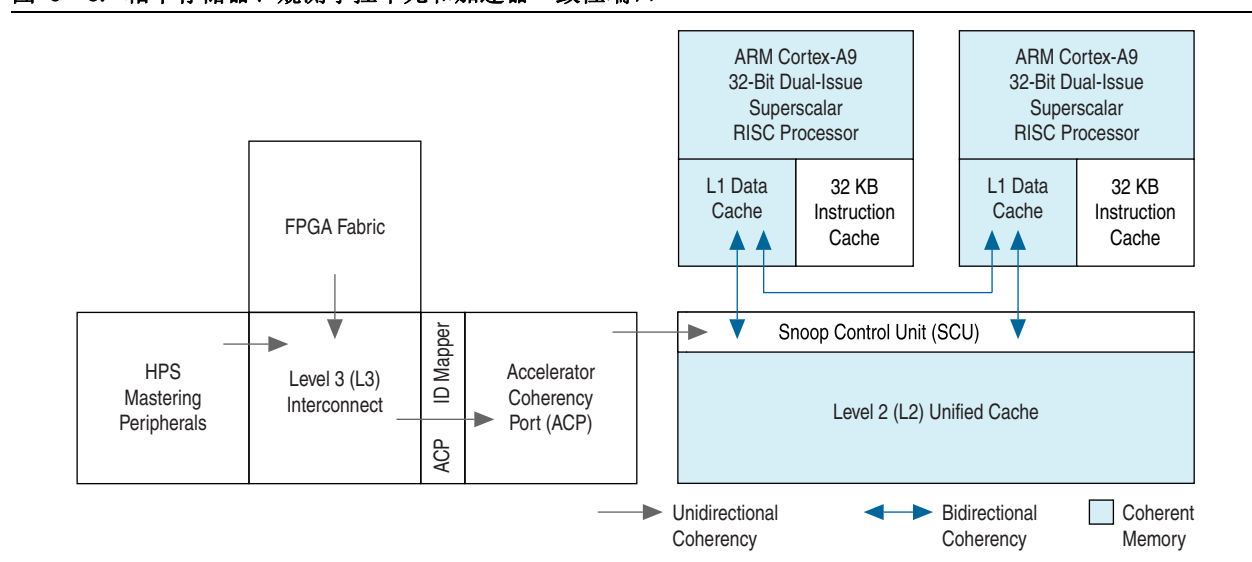 ARM Cortex-A9
32-Bit Dual-Issue
Superscalar
RISC Processor
L1 Data
Cache
32 KB
Instruction
Cache
ARM Cortex-A9
32-Bit Dual-Issue
Superscalar
RISC Processor
L1 Data
Cache
32 KB
Instruction
Cache
FPGA Fabric
HPS
Mastering
Peripherals
Level 3 (L3)
Interconnect
ACP ID Mapper
Accelerator
Coherency
Port (ACP)
Snoop Control Unit (SCU)
Level 2 (L2) Unified Cache
Unidirectional
Coherency
Bidirectional
Coherency
Coherent
Memory